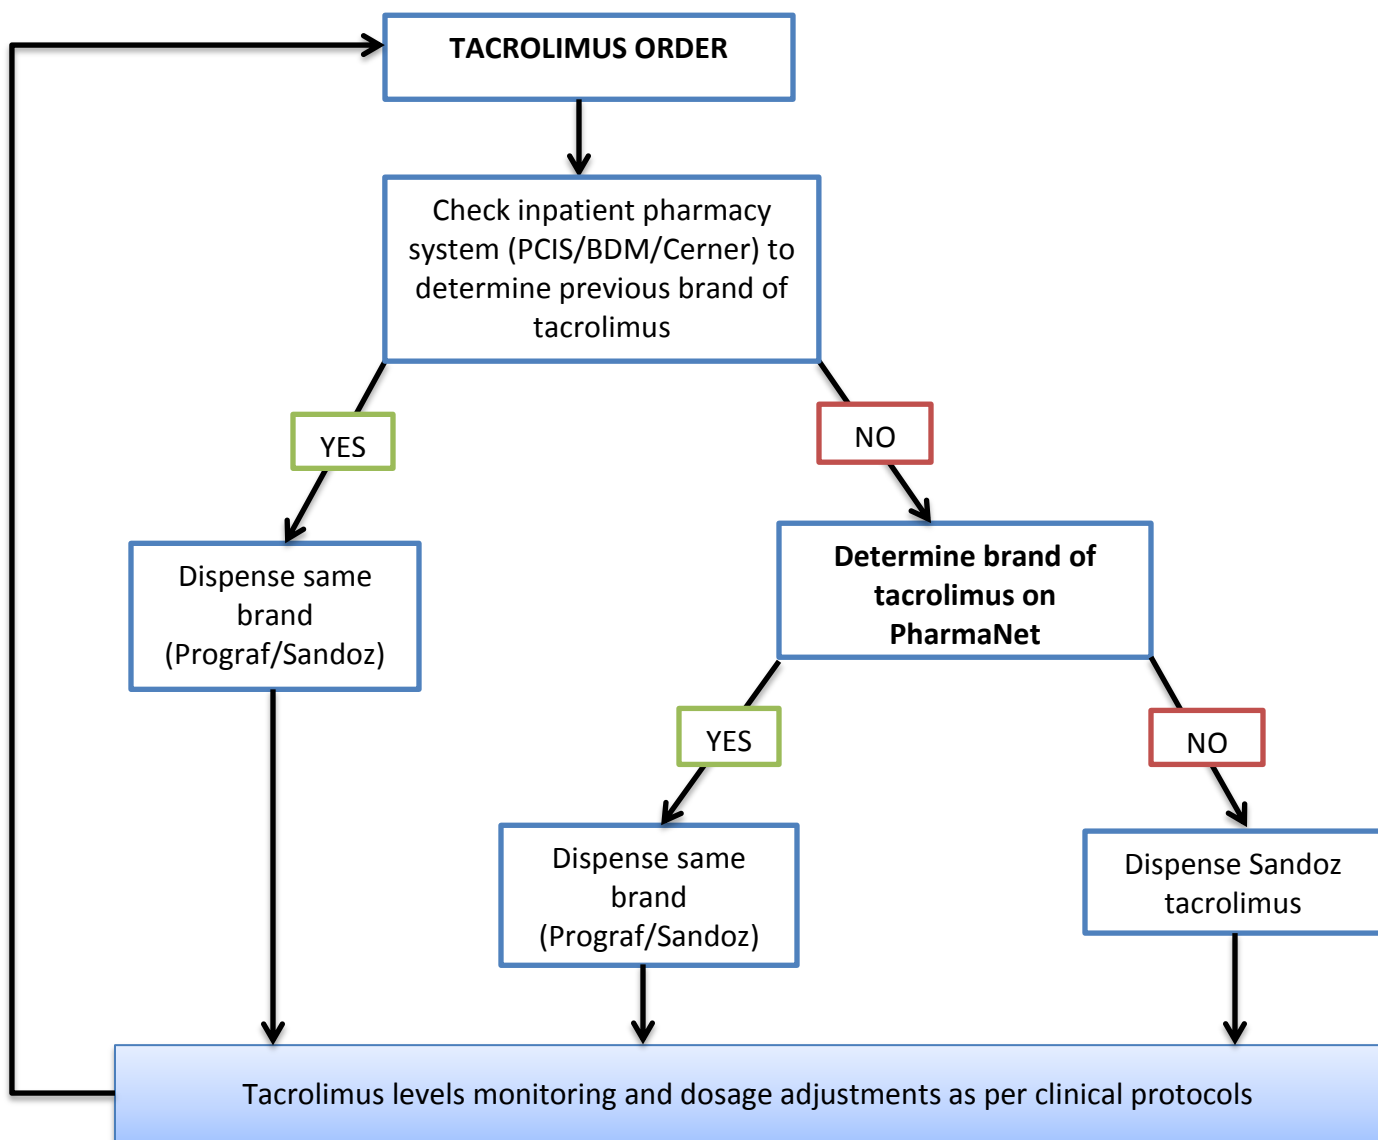 TACROLIMUS ORDER
Check inpatient pharmacy
system (PCIS/BDM/Cerner) to
determine previous brand of
tacrolimus
YES
NO
Dispense same
brand
(Prograf/Sandoz)
Determine brand of
tacrolimus on
PharmaNet
YES
NO
Dispense same
brand
(Prograf/Sandoz)
Dispense Sandoz
tacrolimus
Tacrolimus levels monitoring and dosage adjustments as per clinical protocols